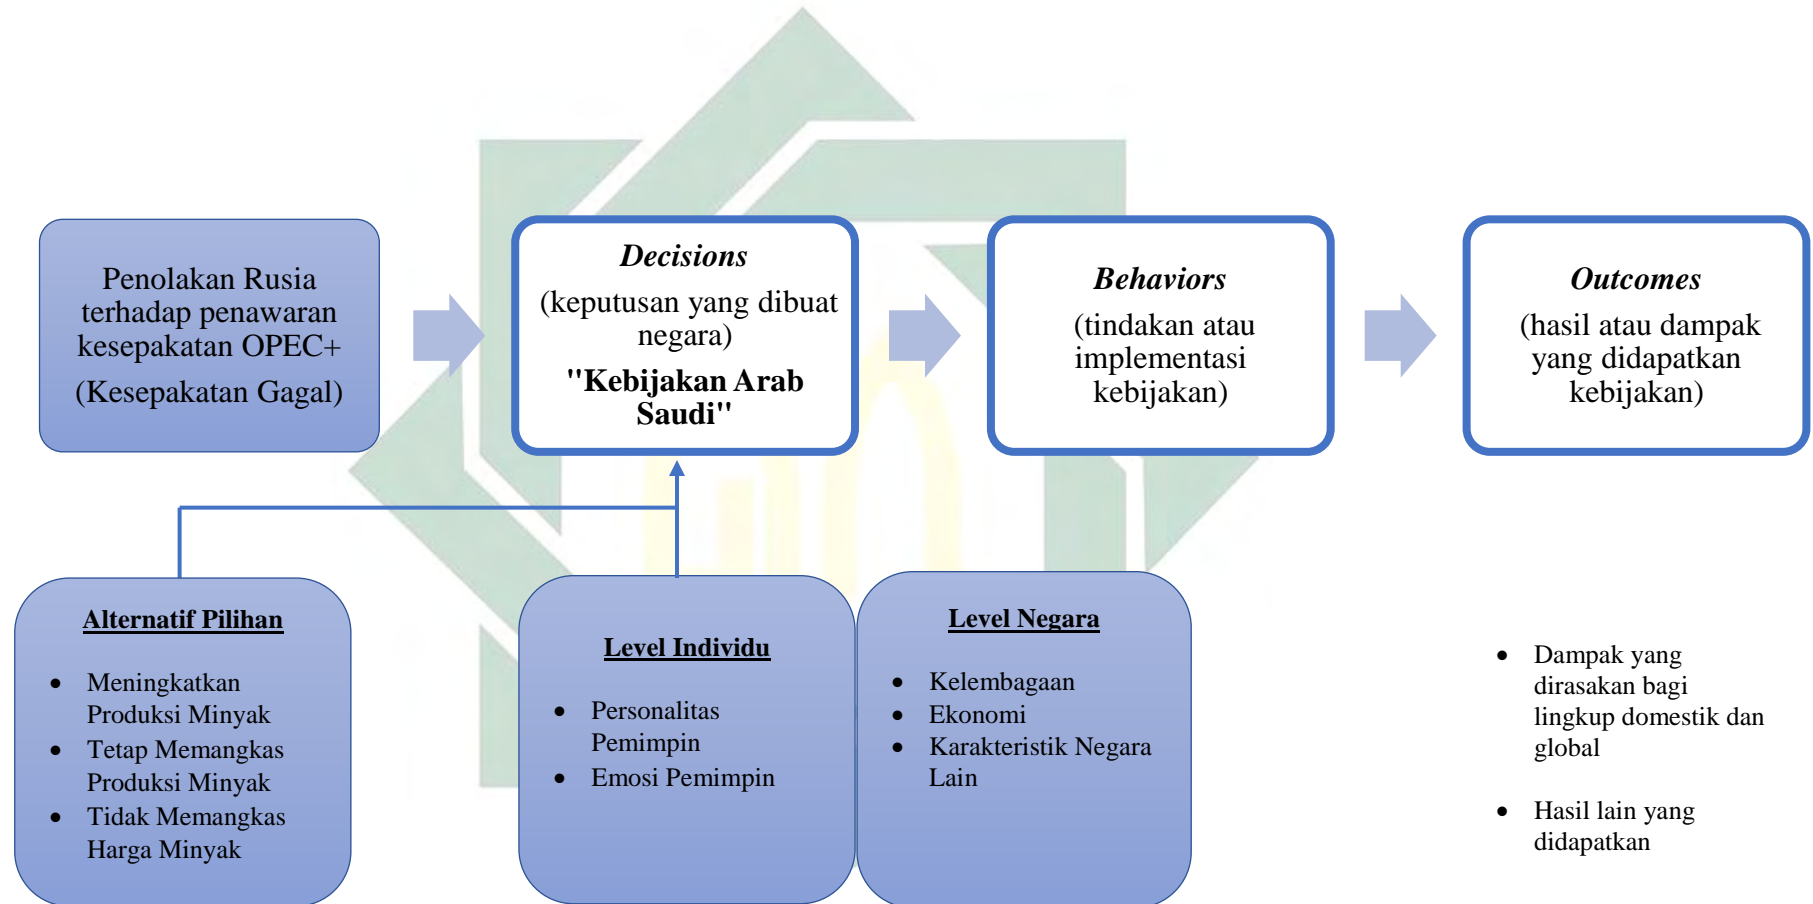 Penolakan Rusia
terhadap penawaran
kesepakatan OPEC+
(Kesepakatan Gagal)
Decisions
(keputusan yang dibuat
negara)
"Kebijakan Arab
Saudi"
Behaviors
(tindakan atau
implementasi
kebijakan)
Outcomes
(hasil atau dampak
yang didapatkan
kebijakan)
Alternatif Pilihan
• Meningkatkan
Produksi Minyak
• Tetap Memangkas
Produksi Minyak
• Tidak Memangkas
Harga Minyak
Level Individu
• Personalitas
Pemimpin
• Emosi Pemimpin
Level Negara
• Kelembagaan
• Ekonomi
• Karakteristik Negara
Lain
• Dampak yang
dirasakan bagi
lingkup domestik dan
global
• Hasil lain yang
didapatkan